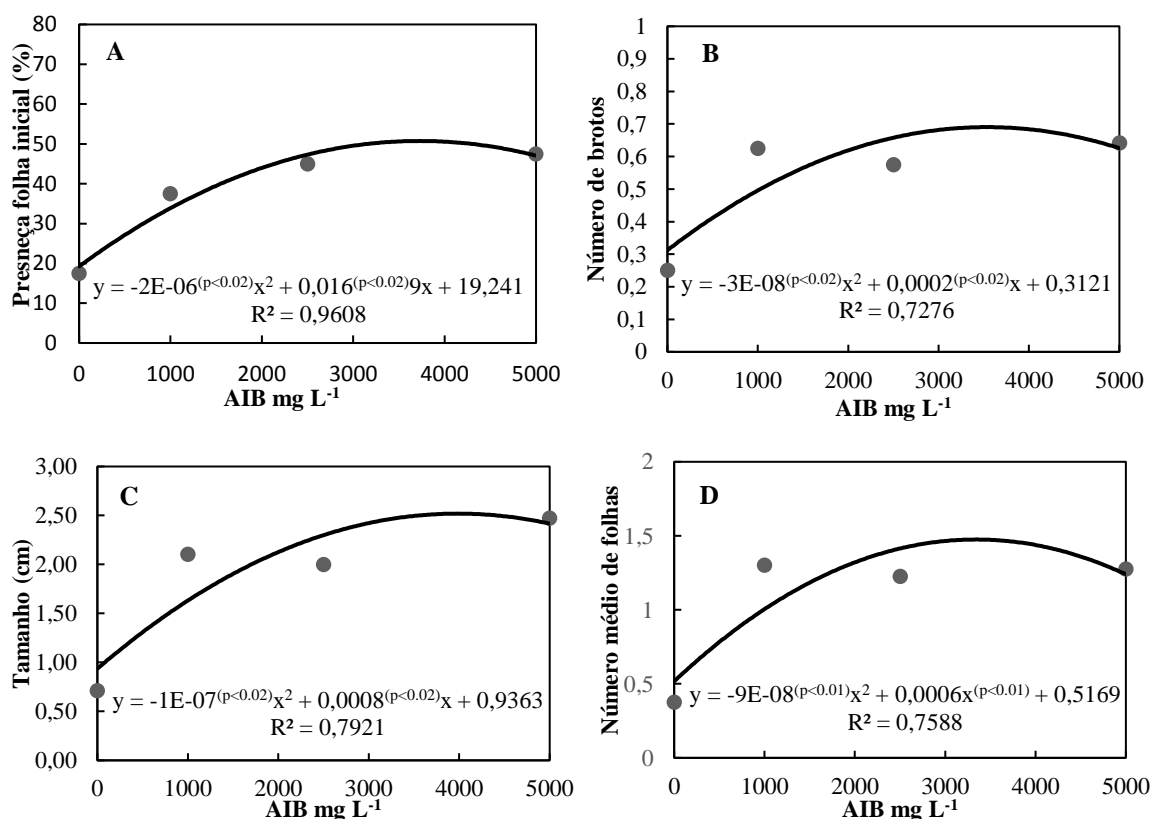 A
Presneça folha inicial (%)
80
70
60
50
40
30
20
10
0
y = -2E-06(p<0.02)x² + 0,016(p<0.02)9x + 19,241
R² = 0,9608
0 1000 2000 3000 4000 5000
AIB mg L-1
B
Número de brotos
1
0,9
0,8
0,7
0,6
0,5
0,4
0,3
0,2
0,1
0
y = -3E-08(p<0.02)x² + 0,0002(p<0.02)x + 0,3121
R² = 0,7276
0 1000 2000 3000 4000 5000
AIB mg L-1
C
Tamanho (cm)
3,00
2,50
2,00
1,50
1,00
0,50
0,00
y = -1E-07(p<0.02)x² + 0,0008(p<0.02)x + 0,9363
R² = 0,7921
0 1000 2000 3000 4000 5000
AIB mg L-1
D
Número médio de folhas
2
1,5
1
0,5
0
y = -9E-08(p<0.01)x² + 0,0006x(p<0.01) + 0,5169
R² = 0,7588
0 1000 2000 3000 4000 5000
AIB mg L-1